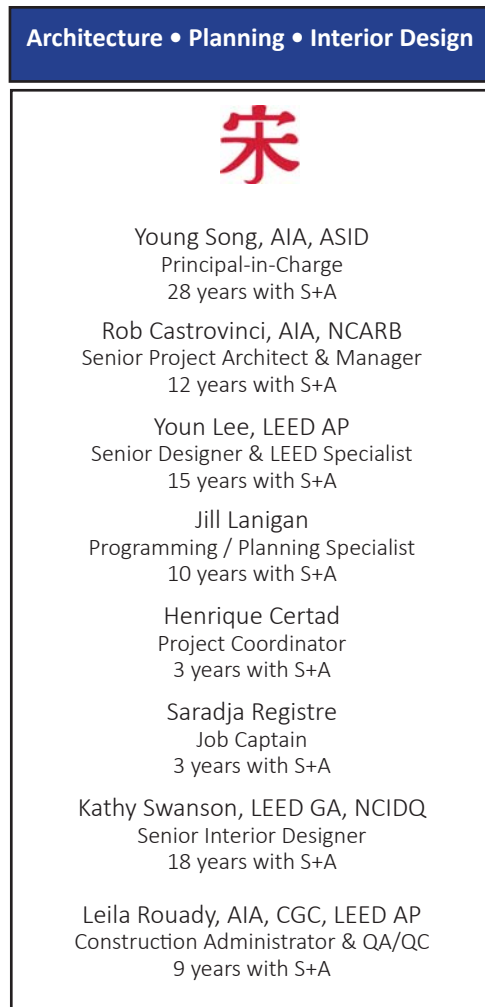 Architecture • Planning • Interior Design
宋
Young Song, AIA, ASID
Principal-in-Charge
28 years with S+A
Rob Castrovinci, AIA, NCARB
Senior Project Architect & Manager
12 years with S+A
Youn Lee, LEED AP
Senior Designer & LEED Specialist
15 years with S+A
Jill Lanigan
Programming / Planning Specialist
10 years with S+A
Henrique Certad
Project Coordinator
3 years with S+A
Saradja Registre
Job Captain
3 years with S+A
Kathy Swanson, LEED GA, NCIDQ
Senior Interior Designer
18 years with S+A
Leila Rouady, AIA, CGC, LEED AP
Construction Administrator & QA/QC
9 years with S+A